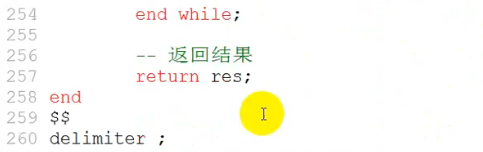 254 end while;
255
256 -- 返回结果
257 return res;
258 end
259 $$
260 delimiter ;